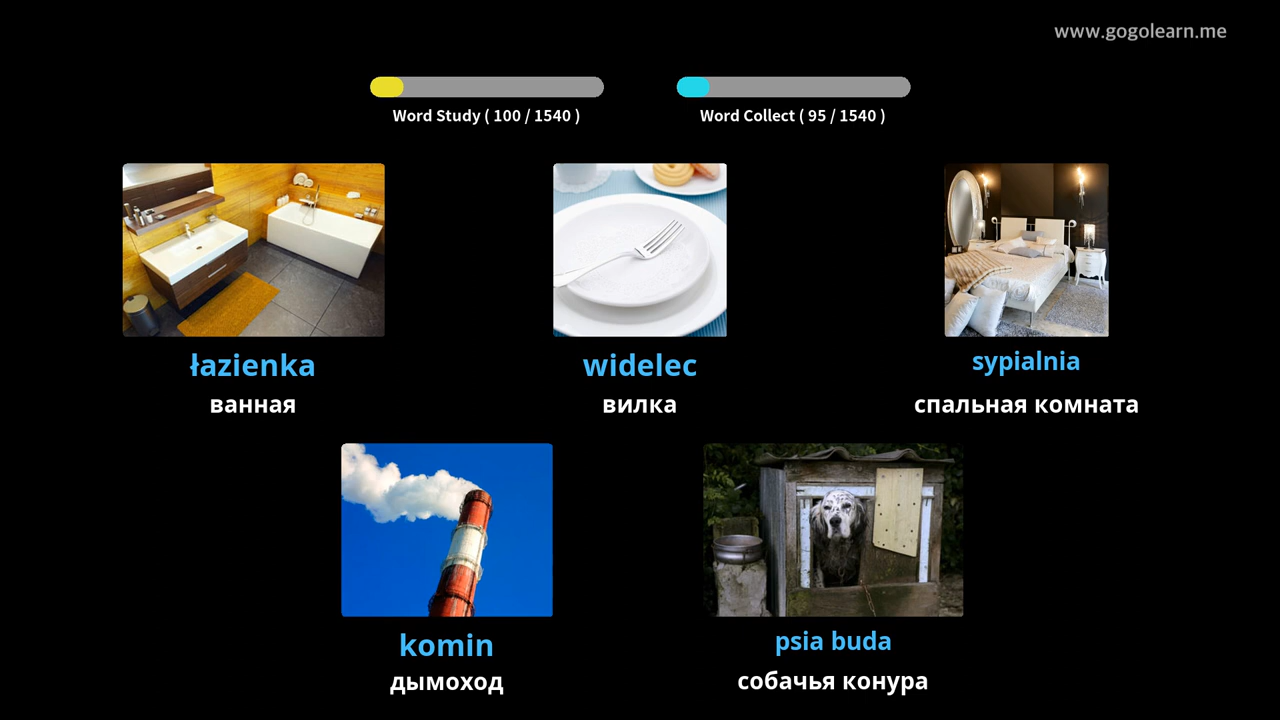 www.gogolearn.me
Word Study ( 100 / 1540 )
Word Collect ( 95 / 1540 )
łazienka
widelec
sypialnia
ванная
вилка
спальная комната
komin
psia buda
дымоход
собачья конура